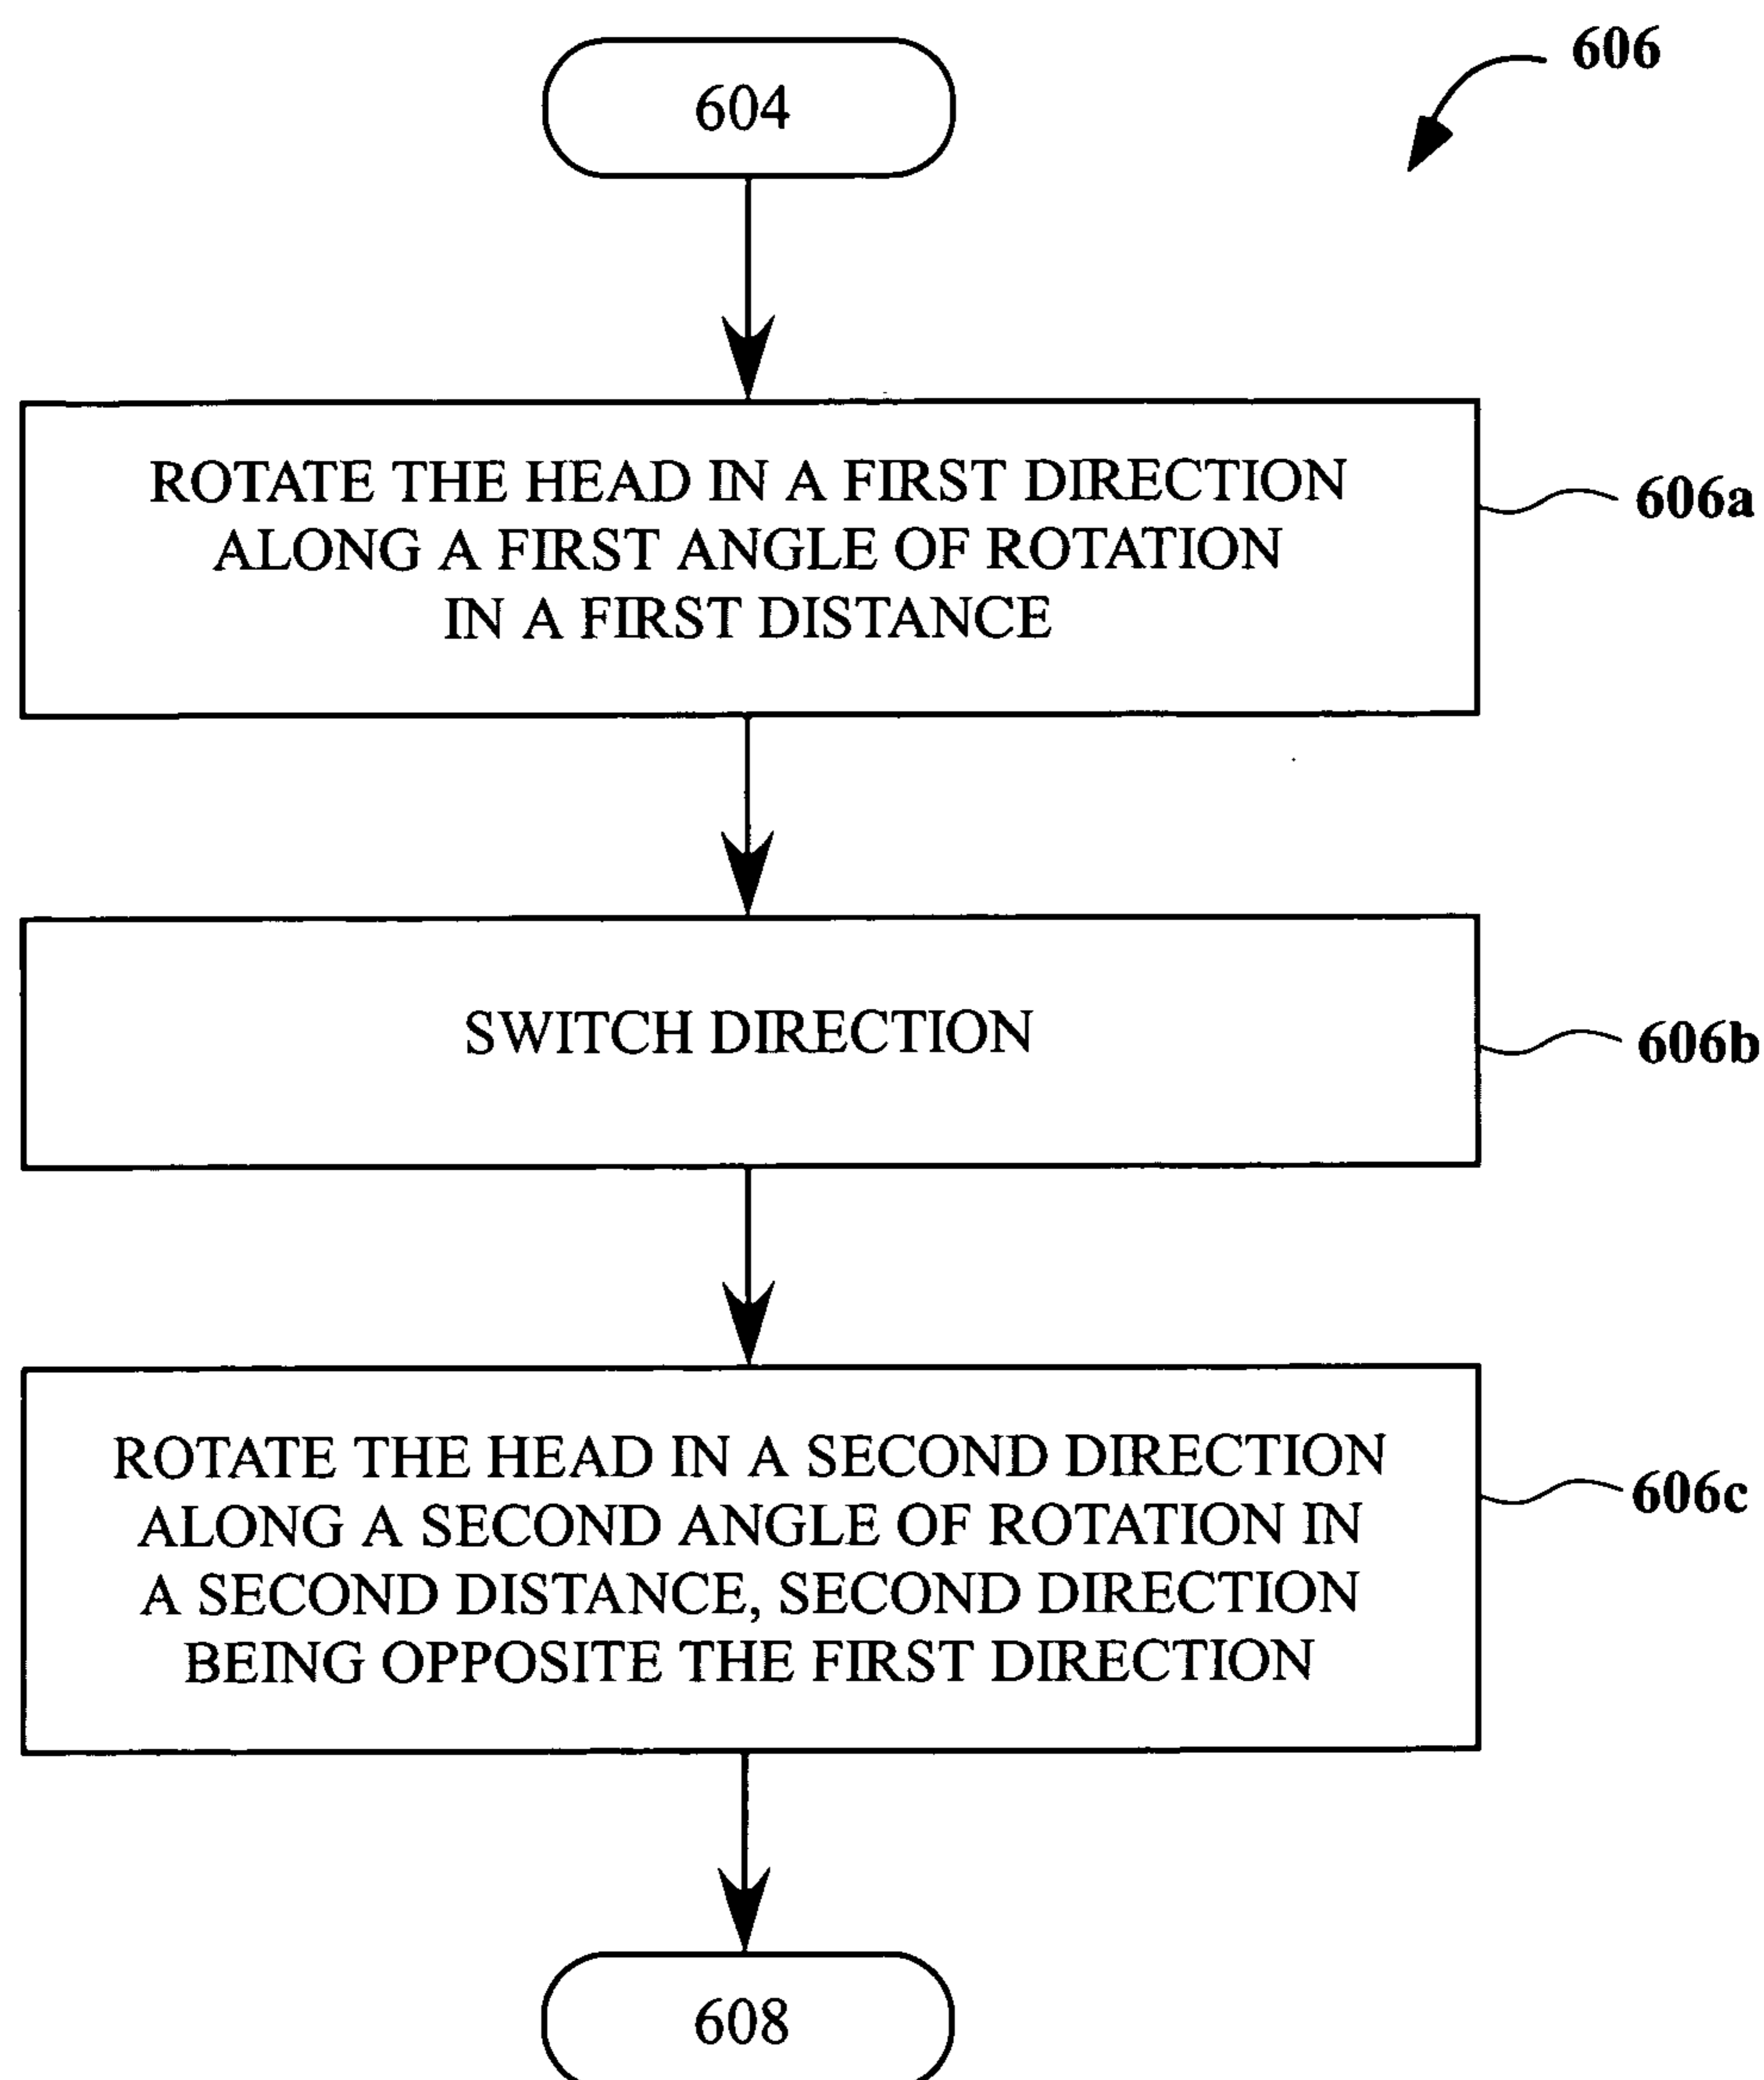 604
606
ROTATE THE HEAD IN A FIRST DIRECTION
ALONG A FIRST ANGLE OF ROTATION
IN A FIRST DISTANCE
606a
SWITCH DIRECTION
606b
ROTATE THE HEAD IN A SECOND DIRECTION
ALONG A SECOND ANGLE OF ROTATION IN
A SECOND DISTANCE, SECOND DIRECTION
BEING OPPOSITE THE FIRST DIRECTION
606c
608